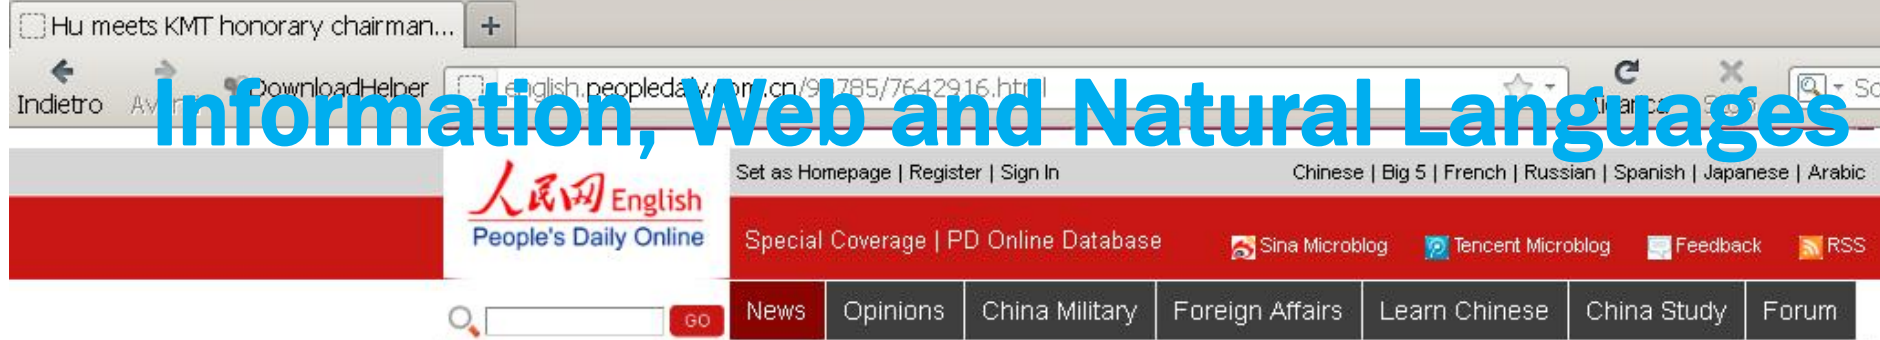 Hu meets KMT honorary chairman... +
Indietro DownloadHelper
Information, Web and Natural Languages
Set as Homepage | Register | Sign In Chinese | Big 5 | French | Russian | Spanish | Japanese | Arabic
人民网 English
People's Daily Online
Special Coverage | PD Online Database Sina Microblog Tencent Microblog Feedback RSS
GO News Opinions China Military Foreign Affairs Learn Chinese China Study Forum